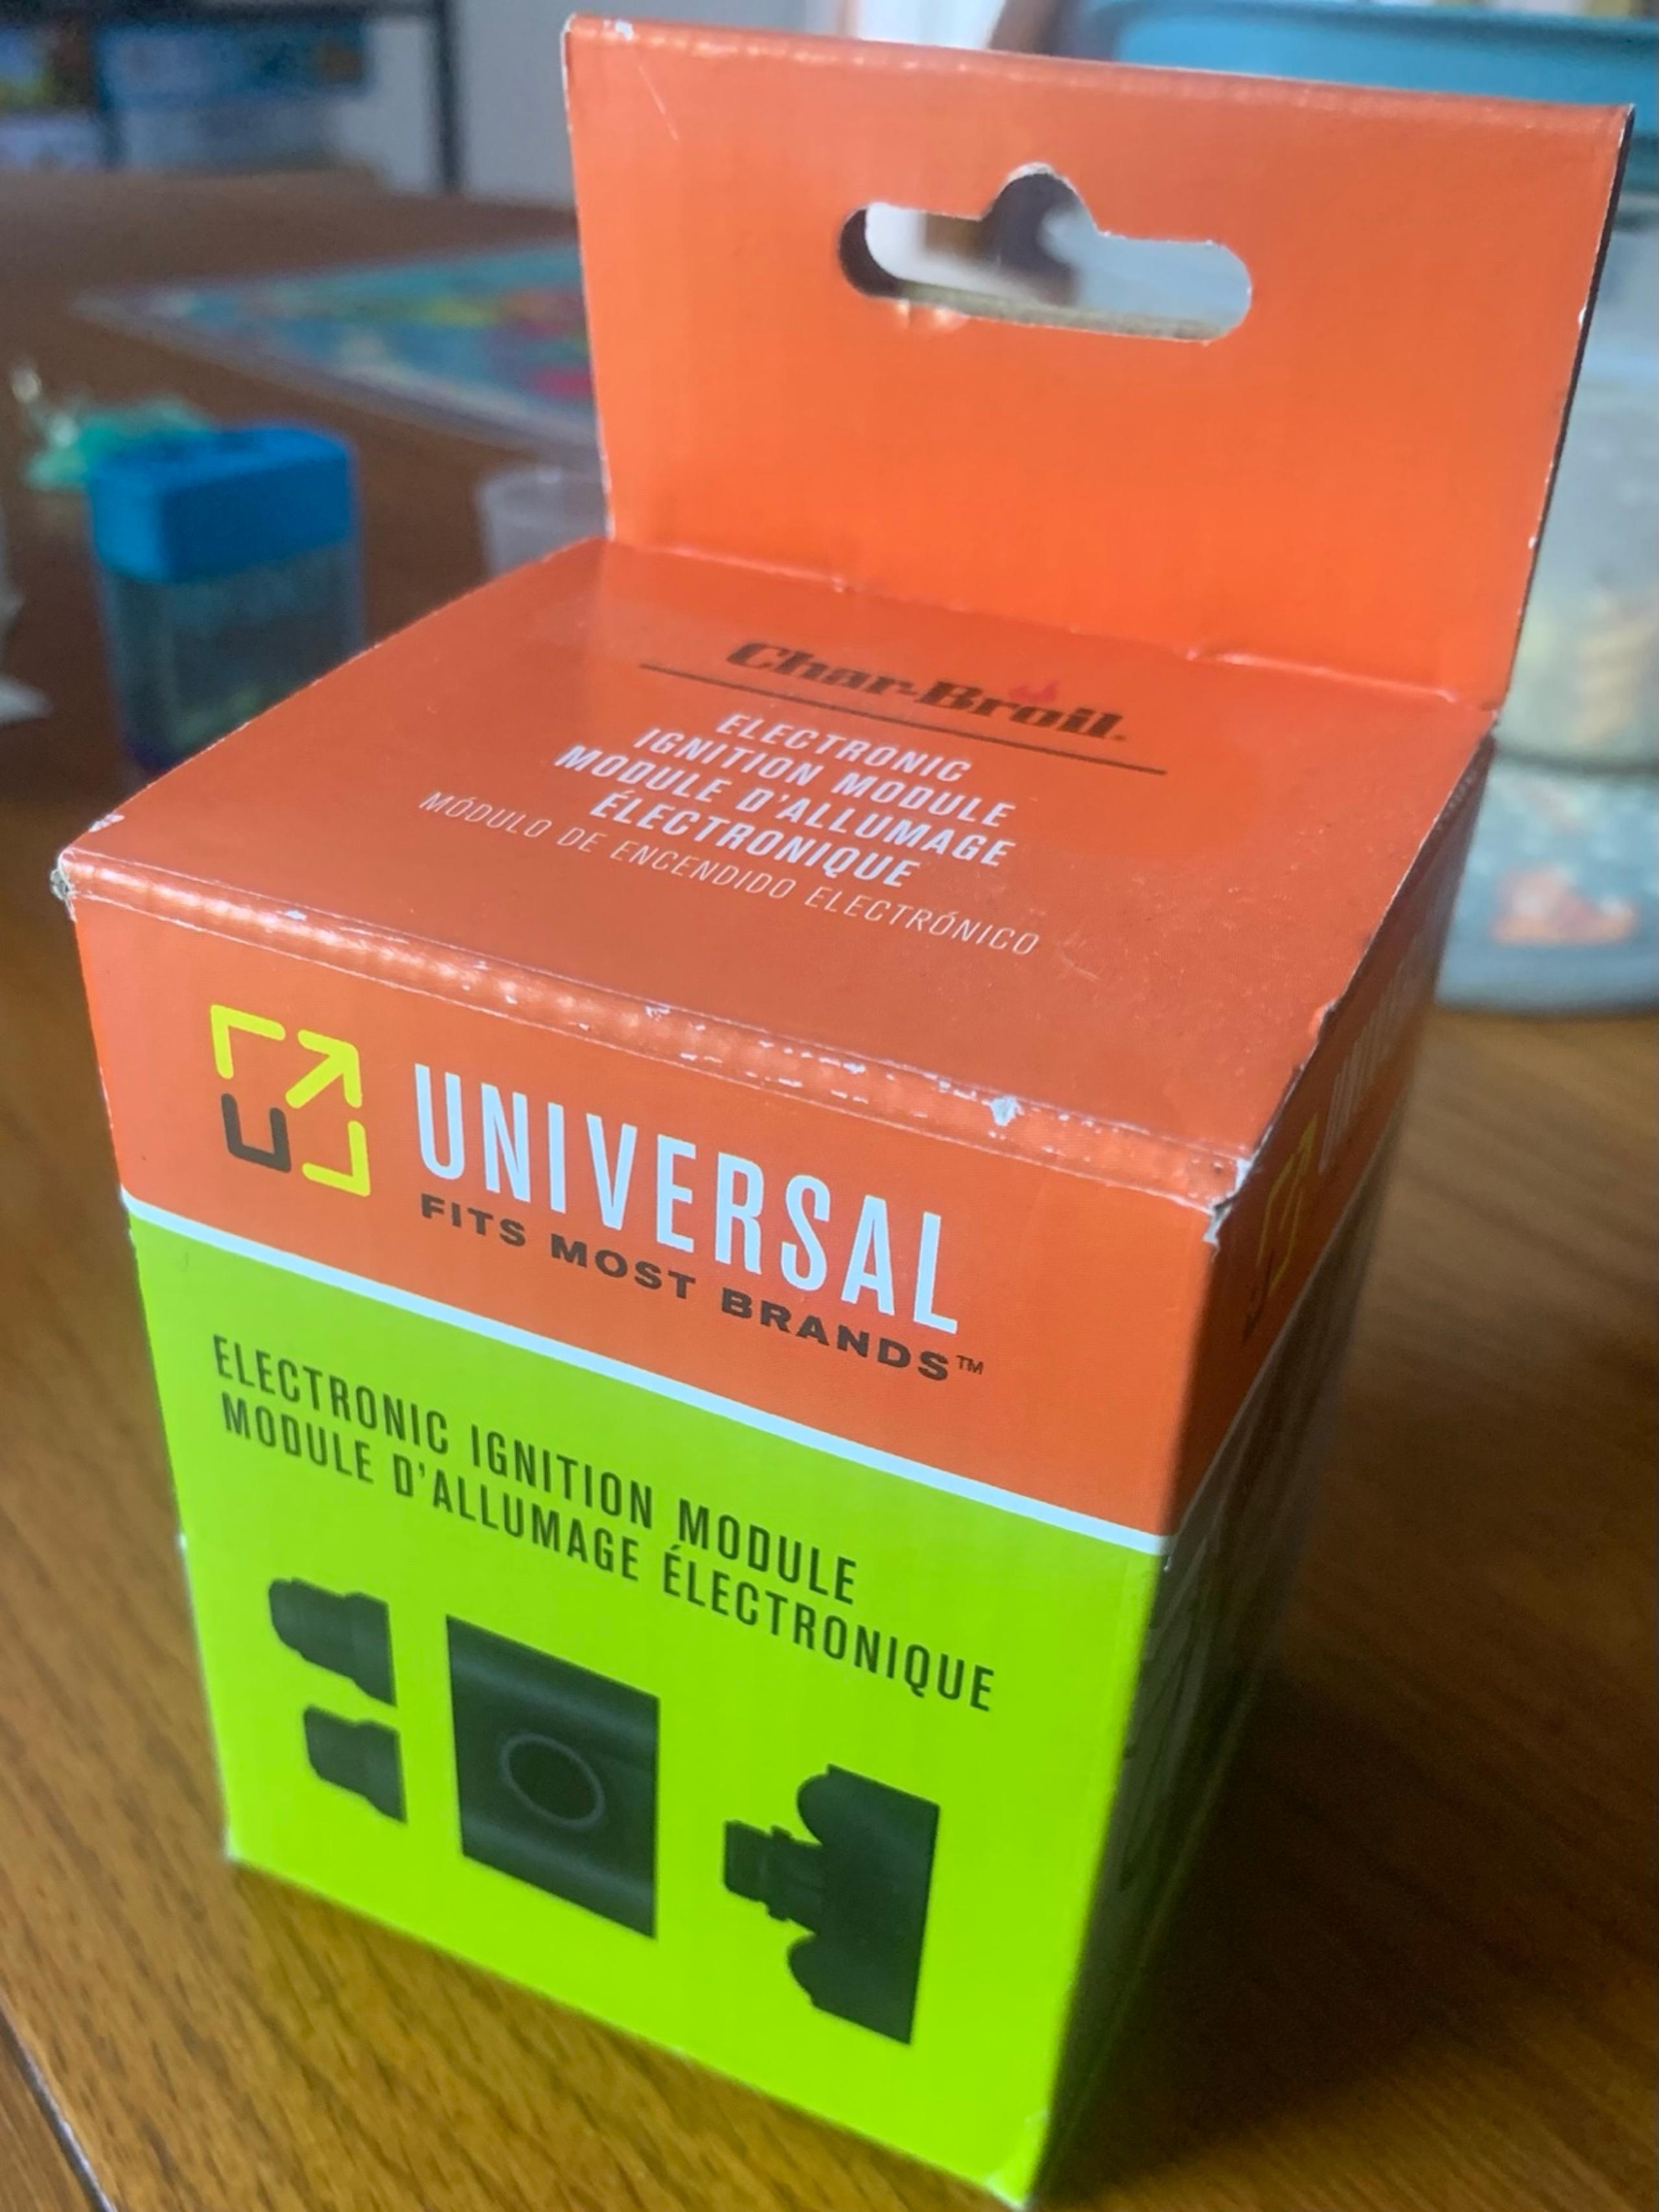 Char-Broil
ELECTRONIC
IGNITION MODULE
MODULE D'ALLUMAGE
ÉLECTRONIQUE
MÓDULO DE ENCENDIDO ELECTRÓNICO
UNIVERSAL
FITS MOST BRANDS™
ELECTRONIC IGNITION MODULE
MODULE D'ALLUMAGE ÉLECTRONIQUE